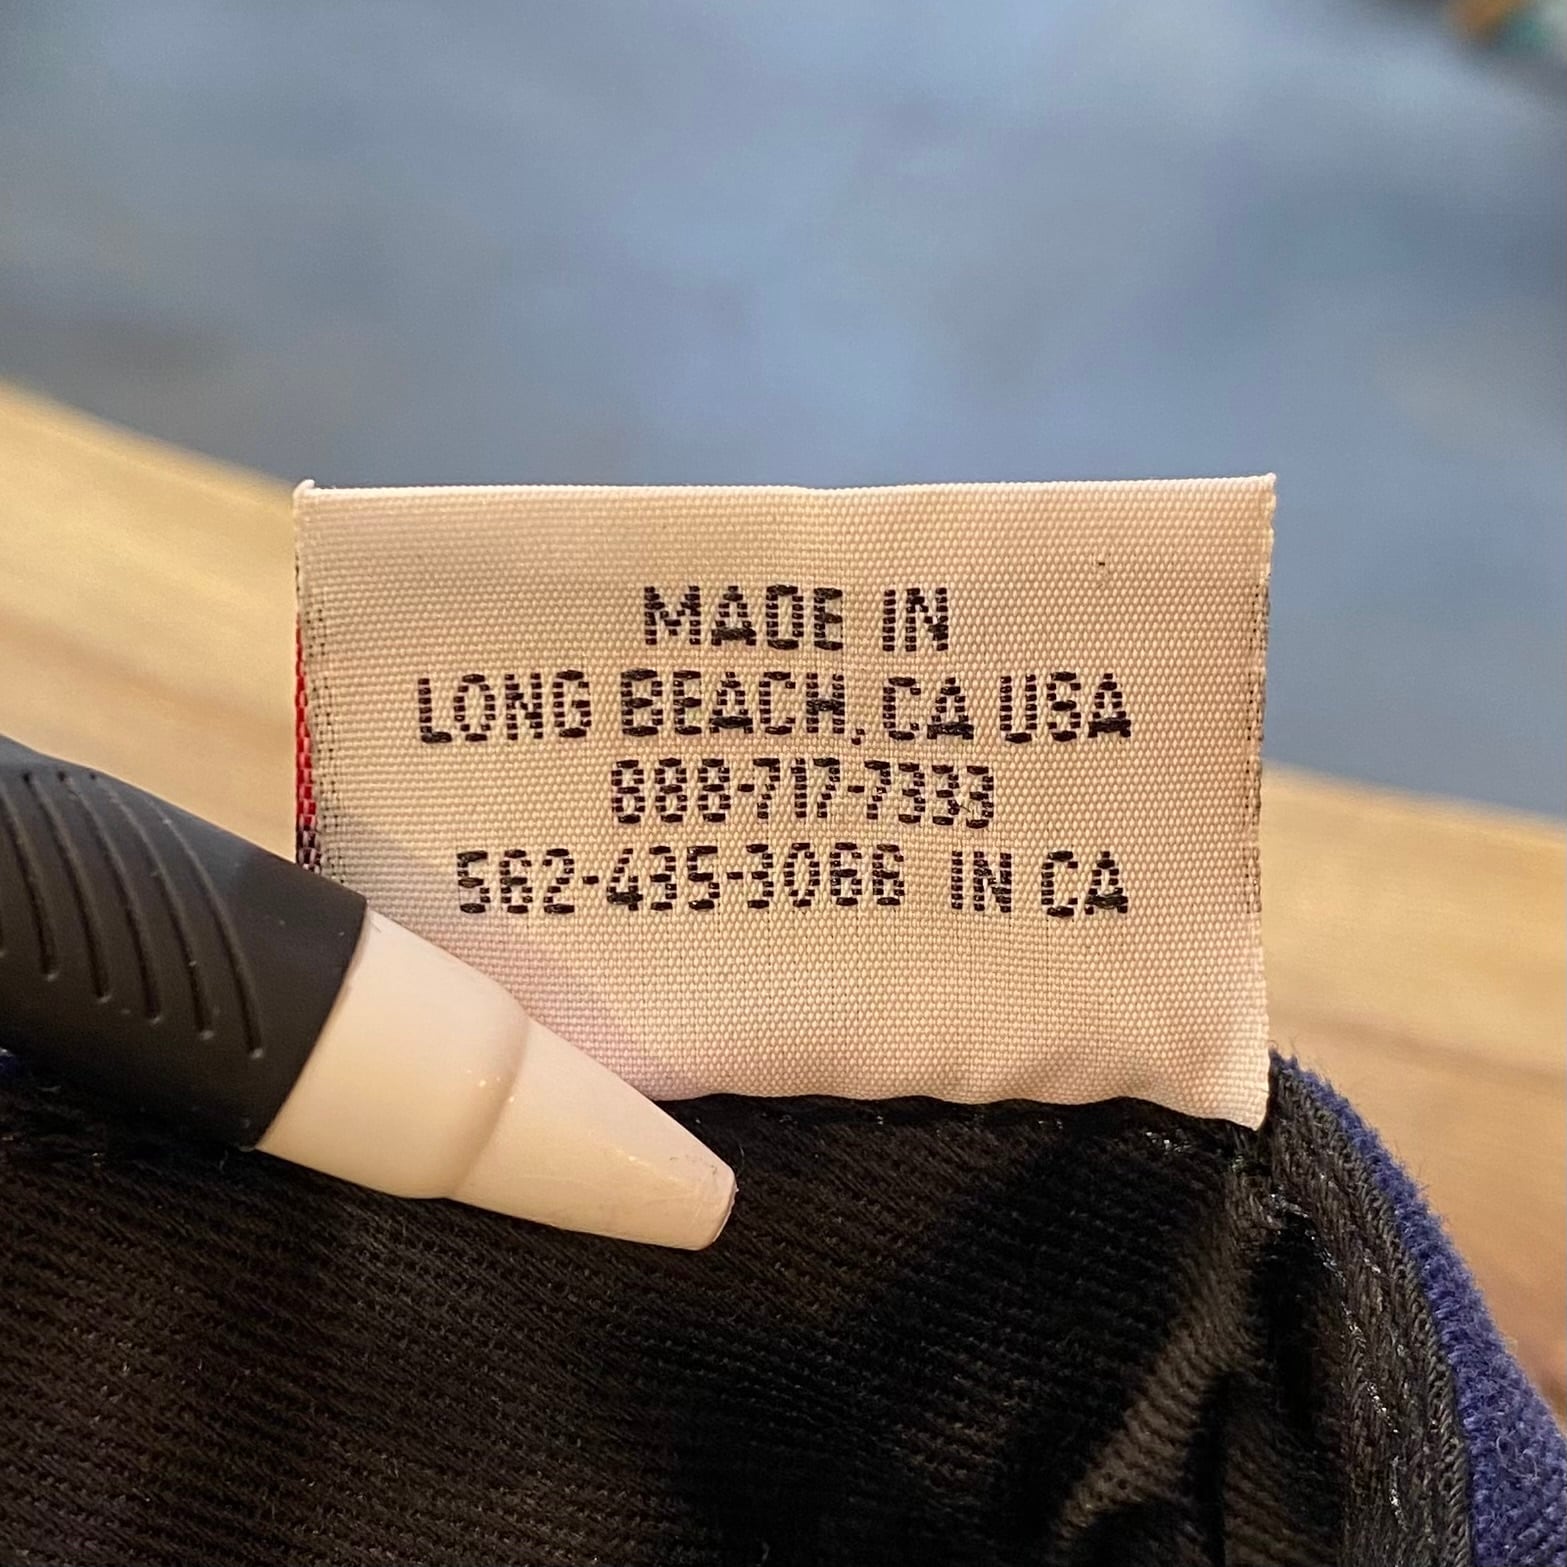 MADE IN
LONG BEACH, CA USA
888-717-7333
562-435-3066 IN CA